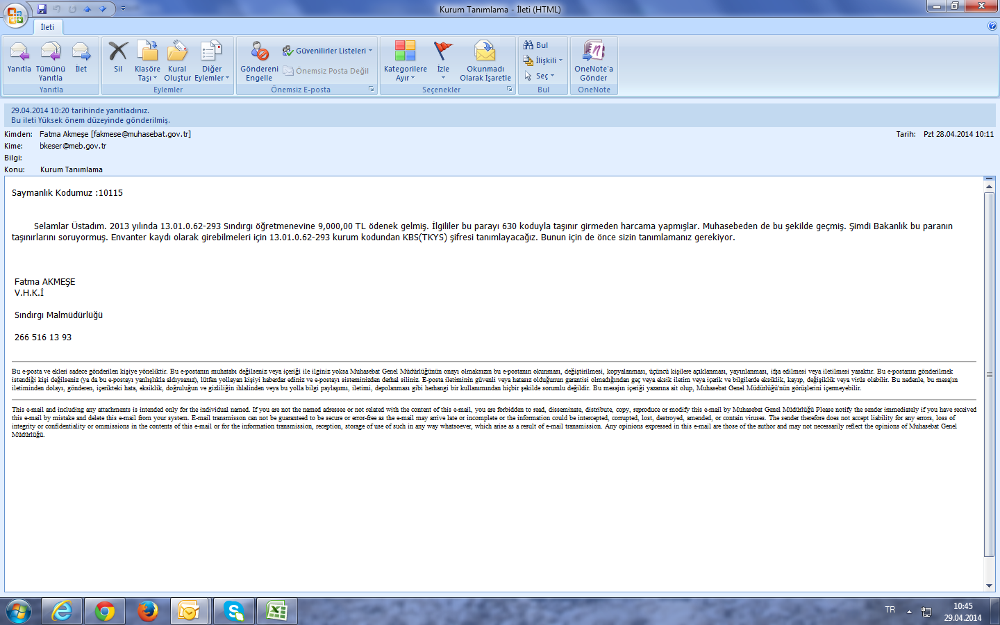 Kurum Tanımlama - İleti (HTML)
İleti
Yanıtla
Tümünü Yanıtla
İlet
Yanıtla
Sil
Klasöre Taşı
Kural Oluştur
Diğer Eylemler
Eylemler
Göndereni Engelle
Güvenilirler Listeleri
Önemsiz Posta Değil
Önemsiz E-posta
Kategorilere Ayır
İzle
Okunmadı Olarak İşaretle
Seçenekler
Bul
İlişkili
Seç
Bul
OneNote'a Gönder
OneNote
29.04.2014 10:20 tarihinde yanıtladınız.
Bu ileti Yüksek önem düzeyinde gönderilmiş.
Kimden: Fatma Akmeşe [fakmese@muhasebat.gov.tr]
Tarih: Pzt 28.04.2014 10:11
Kime: bkeser@meb.gov.tr
Bilgi:
Konu: Kurum Tanımlama
Saymanlık Kodumuz :10115
Selamlar Üstadım. 2013 yılında 13.01.0.62-293 Sındırgı öğretmenevine 9,000,00 TL ödenek gelmiş. İlgililer bu parayı 630 koduyla taşınır girmeden harcama yapmışlar. Muhasebeden de bu şekilde geçmiş. Şimdi Bakanlık bu paranın
taşınırlarını soruyormuş. Envanter kaydı olarak girebilmeleri için 13.01.0.62-293 kurum kodundan KBS(TKYS) şifresi tanımlayacağız. Bunun için de önce sizin tanımlamanız gerekiyor.
Fatma AKMEŞE
V.H.K.İ
Sındırgı Malmüdürlüğü
266 516 13 93
Bu e-posta ve ekleri sadece gönderilen kişiye yöneliktir. Bu e-postanın muhatabı değilseniz veya içeriği ile ilginiz yoksa Muhasebat Genel Müdürlüğünün onayı olmaksızın bu e-postanın okunması, değiştirilmesi, kopyalanması, üçüncü kişilere açıklanması, yayınlanması, ifşa edilmesi veya iletilmesi yasaktır. Bu e-postanın gönderilmek
istendiği kişi değilseniz (ya da bu e-postayı yanlışlıkla aldıysanız), lütfen yollayan kişiyi haberdar ediniz ve e-postayı sisteminizden derhal siliniz. E-posta iletiminin güvenli veya hatasız olduğunun garantisi olmadığından geç veya eksik iletim veya içerik ve bilgilerde eksiklik, kayıp, değişiklik veya virüs olabilir. Bu nedenle, bu mesajın
iletiminden dolayı, gönderen, içerikteki hata, eksiklik, doğruluğun ve gizliliğin ihlalinden veya bu yolla bilgi paylaşımı, iletimi, depolanması gibi herhangi bir kullanımından hiçbir şekilde sorumlu değildir. Bu mesajın içeriği yazarına ait olup, Muhasebat Genel Müdürlüğü'nün görüşlerini içermeyebilir.
This e-mail and including any attachments is intended only for the individual named. If you are not the named adressee or not related with the content of this e-mail, you are forbidden to read, disseminate, distribute, copy, reproduce or modify this e-mail by Muhasebat Genel Müdürlüğü Please notify the sender immediately if you have received
this e-mail by mistake and delete this e-mail from your system. E-mail transmisson can not be guaranteed to be secure or error-free as the e-mail may arrive late or incomplete or the information could be intercepted, corrupted, lost, destroyed, amended, or contain viruses. The sender therefore does not accept liability for any errors, loss of
integrity or confidentiality or ommissions in the contents of this e-mail or for the information transmission, reception, storage of use of such in any way whatsoever, which arise as a result of e-mail transmission. Any opinions expressed in this e-mail are those of the author and may not necessarily reflect the opinions of Muhasebat Genel
Müdürlüğü.
TR
10:45
29.04.2014